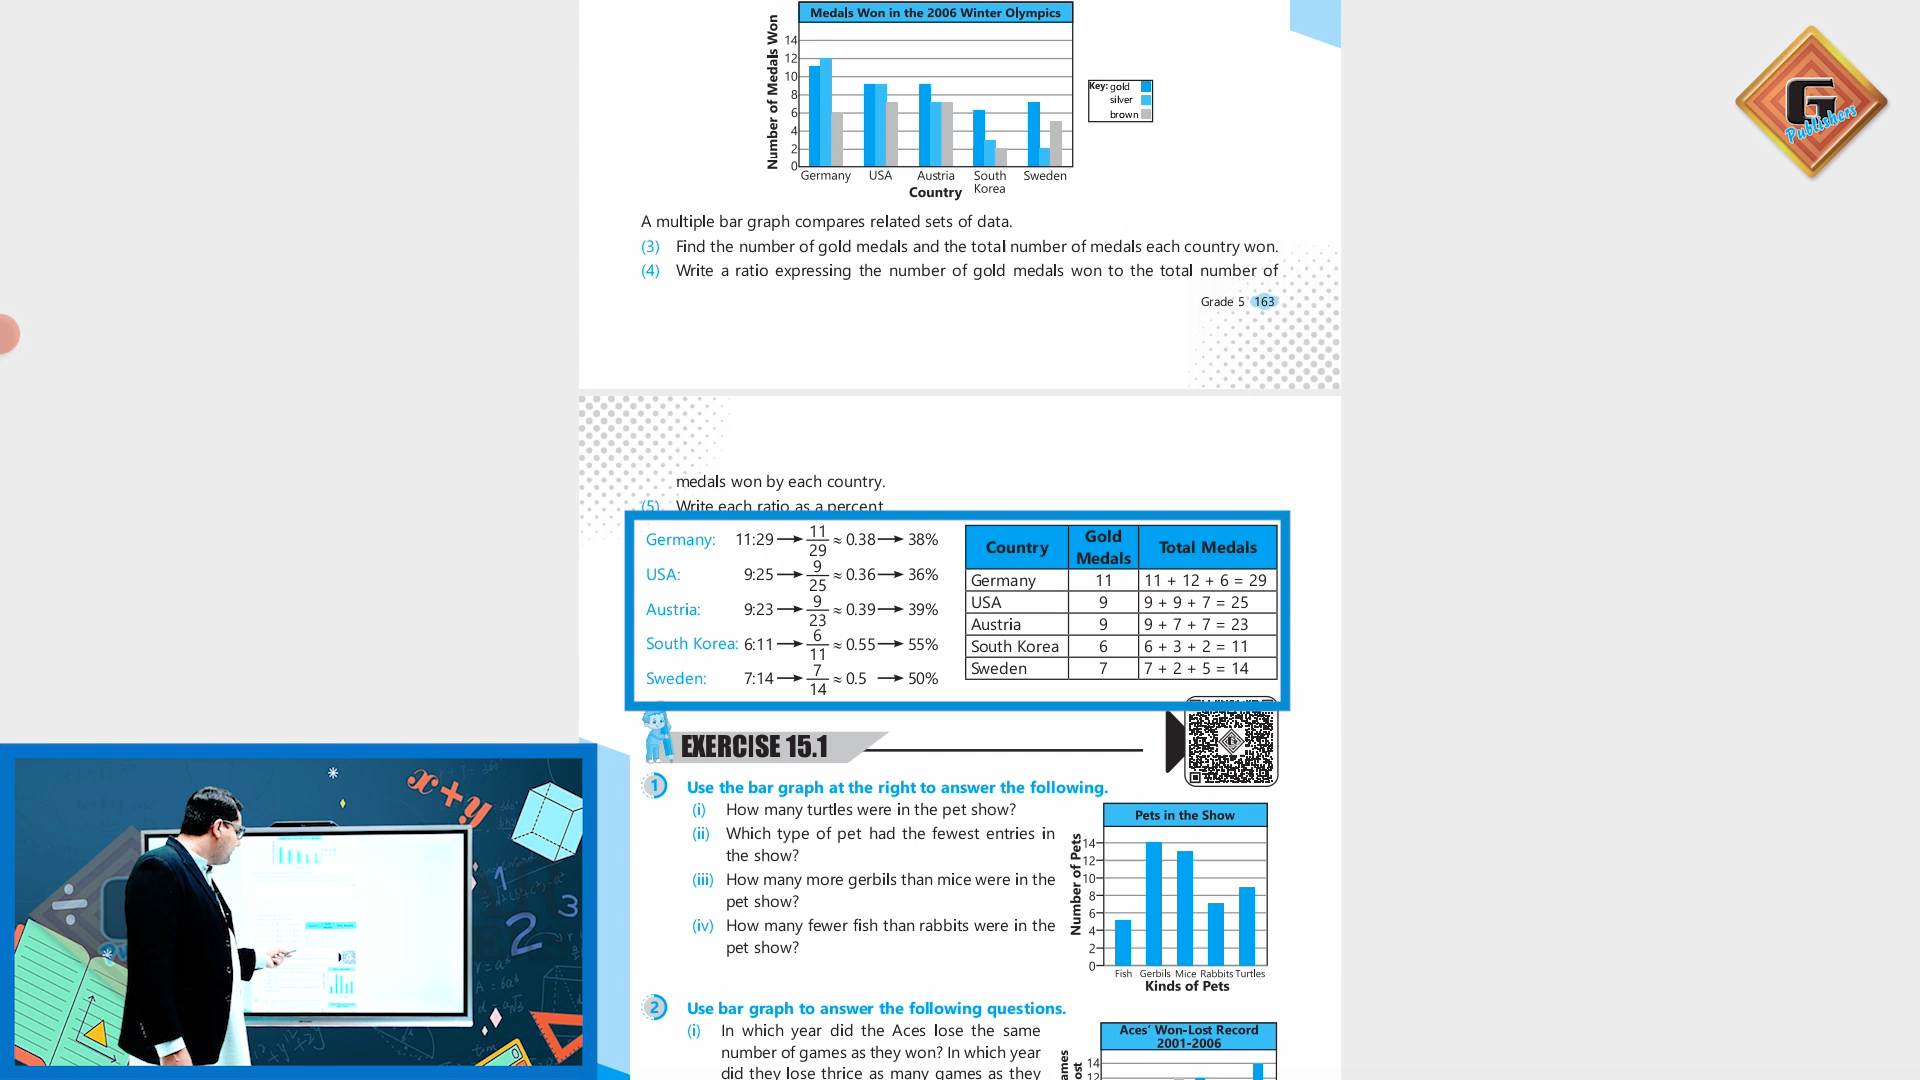 Medals Won in the 2006 Winter Olympics
Number of Medals Won
14
12
10
8
6
4
2
0
Germany USA Austria South Korea Sweden
Country
Key: gold
silver
brown
G
Publishers
A multiple bar graph compares related sets of data.
(3) Find the number of gold medals and the total number of medals each country won.
(4) Write a ratio expressing the number of gold medals won to the total number of
Grade 5 163
medals won by each country.
(5) Write each ratio as a percent
Germany: 11:29 → 11/29 ≈ 0.38 → 38%
USA: 9:25 → 9/25 ≈ 0.36 → 36%
Austria: 9:23 → 9/23 ≈ 0.39 → 39%
South Korea: 6:11 → 6/11 ≈ 0.55 → 55%
Sweden: 7:14 → 7/14 ≈ 0.5 → 50%
Country Gold Medals Total Medals
Germany 11 11 + 12 + 6 = 29
USA 9 9 + 9 + 7 = 25
Austria 9 9 + 7 + 7 = 23
South Korea 6 6 + 3 + 2 = 11
Sweden 7 7 + 2 + 5 = 14
EXERCISE 15.1
1 Use the bar graph at the right to answer the following.
(i) How many turtles were in the pet show?
(ii) Which type of pet had the fewest entries in
the show?
(iii) How many more gerbils than mice were in the
pet show?
(iv) How many fewer fish than rabbits were in the
pet show?
Pets in the Show
Number of Pets
14
12
10
8
6
4
2
0
Fish Gerbils Mice Rabbits Turtles
Kinds of Pets
2 Use bar graph to answer the following questions.
(i) In which year did the Aces lose the same
number of games as they won? In which year
did they lose thrice as many games as they
Aces' Won-Lost Record
2001-2006
14
12
x+y
1
2
3